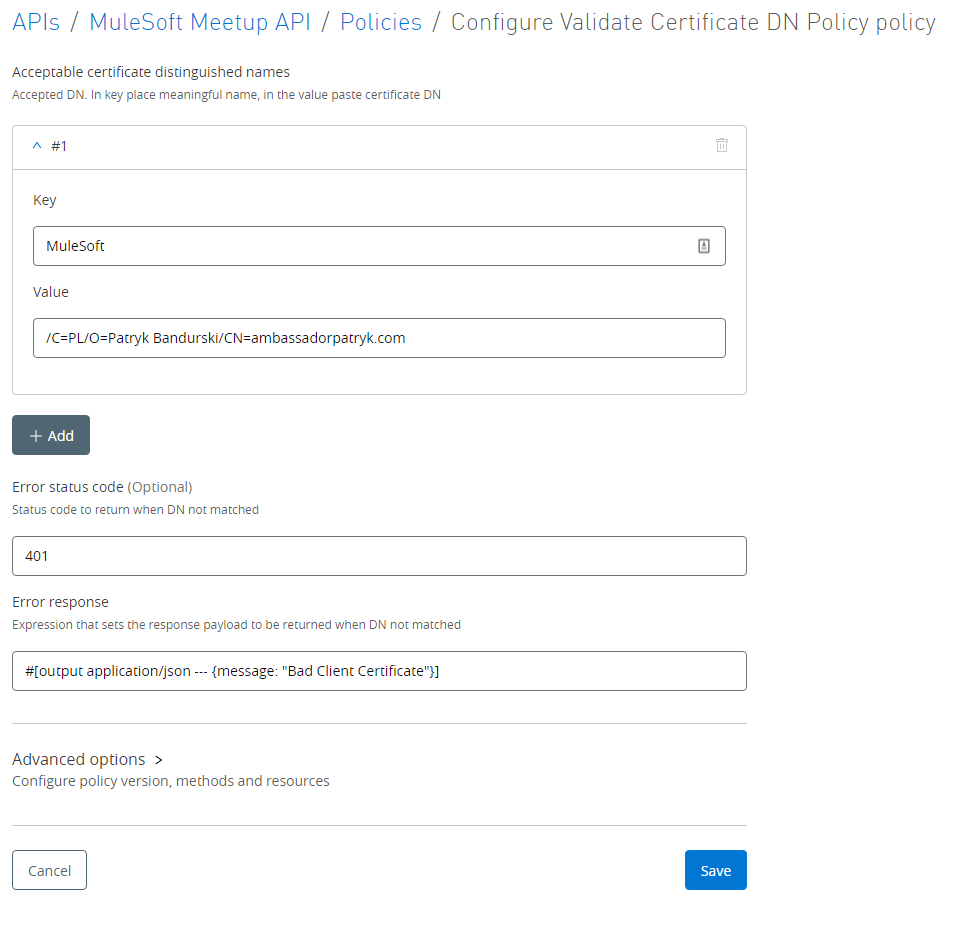 APIs / MuleSoft Meetup API / Policies / Configure Validate Certificate DN Policy policy
Acceptable certificate distinguished names
Accepted DN. In key place meaningful name, in the value paste certificate DN
#1
Key
MuleSoft
Value
/C=PL/O=Patryk Bandurski/CN=ambassadorpatryk.com
+ Add
Error status code (Optional)
Status code to return when DN not matched
401
Error response
Expression that sets the response payload to be returned when DN not matched
#[output application/json --- {message: "Bad Client Certificate"}]
Advanced options >
Configure policy version, methods and resources
Cancel Save